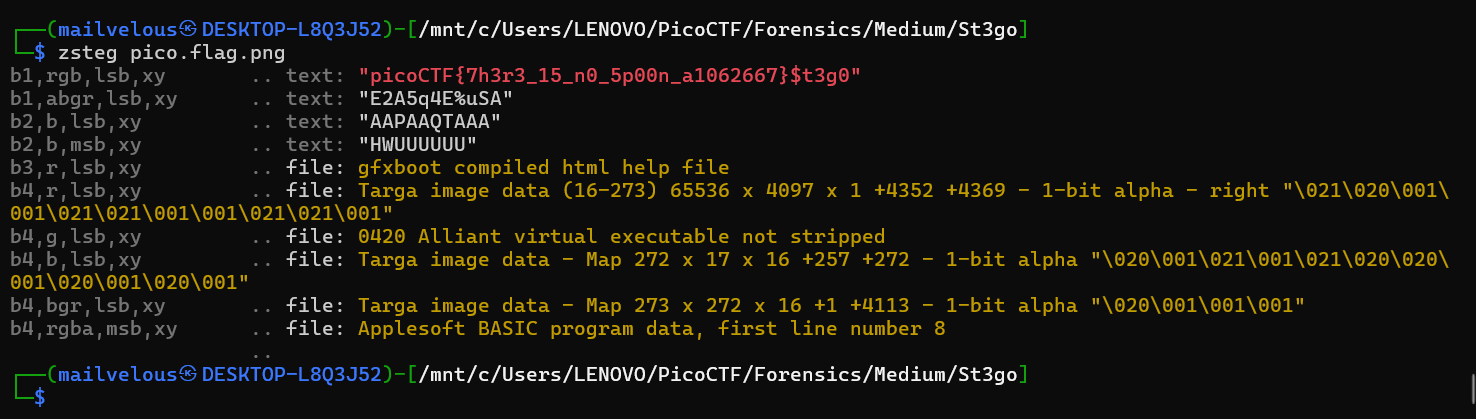 ┌──(mailvelous㉿DESKTOP-L8Q3J52)-[/mnt/c/Users/LENOVO/PicoCTF/Forensics/Medium/St3go]
└─$ zsteg pico.flag.png
b1,rgb,lsb,xy       .. text: "picoCTF{7h3r3_15_n0_5p00n_a1062667}$t3g0"
b1,abgr,lsb,xy      .. text: "E2A5q4E%uSA"
b2,b,lsb,xy         .. text: "AAPAAQTAAA"
b2,b,msb,xy         .. text: "HWUUUUUU"
b3,r,lsb,xy         .. file: gfxboot compiled html help file
b4,r,lsb,xy         .. file: Targa image data (16-273) 65536 x 4097 x 1 +4352 +4369 - 1-bit alpha - right "\021\020\001\
001\021\021\001\001\021\021\001"
b4,g,lsb,xy         .. file: 0420 Alliant virtual executable not stripped
b4,b,lsb,xy         .. file: Targa image data - Map 272 x 17 x 16 +257 +272 - 1-bit alpha "\020\001\021\001\021\020\020\
001\020\001\020\001"
b4,bgr,lsb,xy       .. file: Targa image data - Map 273 x 272 x 16 +1 +4113 - 1-bit alpha "\020\001\001\001"
b4,rgba,msb,xy      .. file: Applesoft BASIC program data, first line number 8
                    ..
┌──(mailvelous㉿DESKTOP-L8Q3J52)-[/mnt/c/Users/LENOVO/PicoCTF/Forensics/Medium/St3go]
└─$